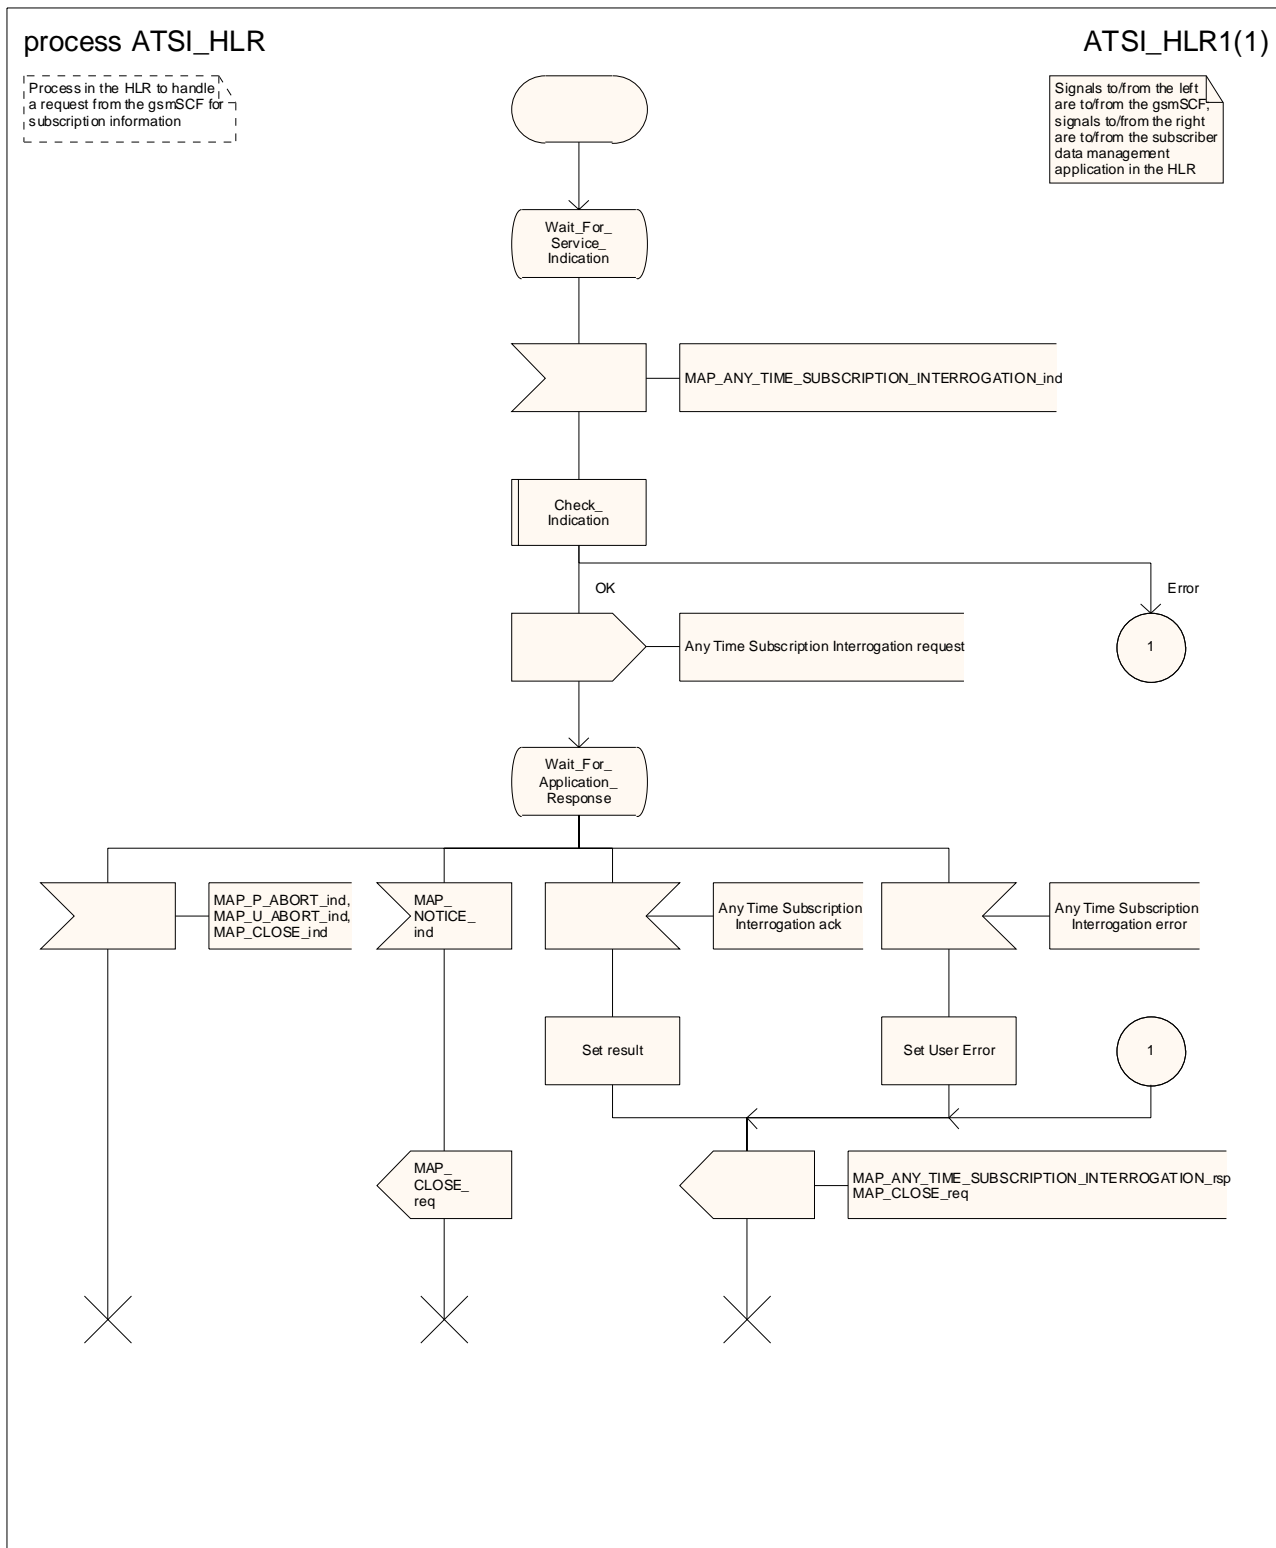 process ATSI_HLR
ATSI_HLR1(1)
Process in the HLR to handle
a request from the gsmSCF for
subscription information
Signals to/from the left
are to/from the gsmSCF;
signals to/from the right
are to/from the subscriber
data management
application in the HLR
Wait_For_
Service_
Indication
MAP_ANY_TIME_SUBSCRIPTION_INTERROGATION_ind
Check_
Indication
OK
Error
Any Time Subscription Interrogation request
1
Wait_For_
Application_
Response
MAP_P_ABORT_ind,
MAP_U_ABORT_ind,
MAP_CLOSE_ind
MAP_
NOTICE_
ind
Any Time Subscription
Interrogation ack
Any Time Subscription
Interrogation error
Set result
Set User Error
1
MAP_
CLOSE_
req
MAP_ANY_TIME_SUBSCRIPTION_INTERROGATION_rsp
MAP_CLOSE_req